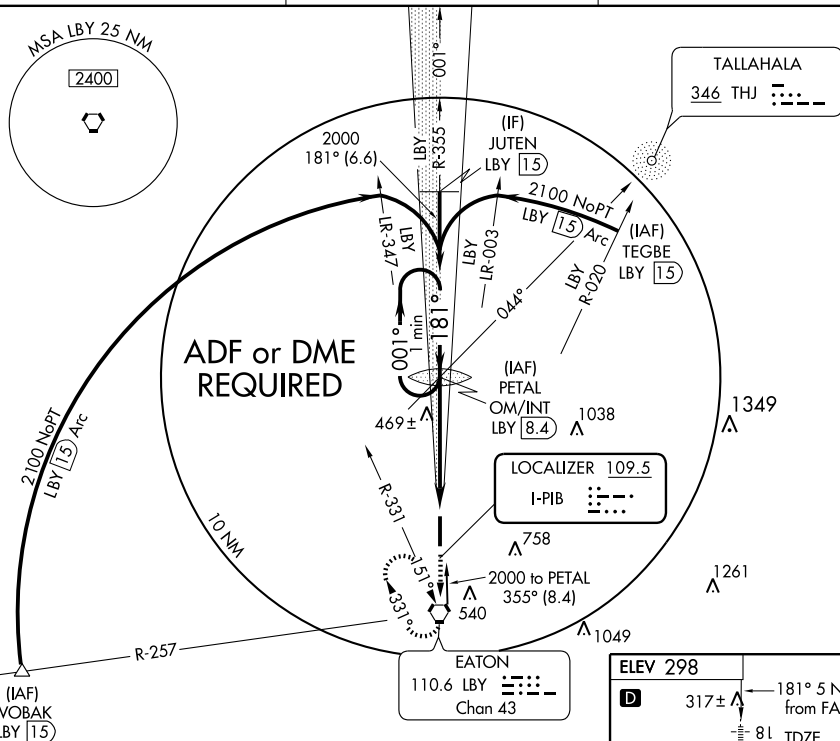 MSA LBY 25 NM
2400
TALLAHALA
346 THJ
001°
LBY
R-355
2000
181° (6.6)
(IF)
JUTEN
LBY 15
2100 NoPT
LBY 15 Arc
(IAF)
TEGBE
LBY 15
LBY
LR-347
LBY
LR-003
LBY
R-020
044°
001°
1 min
181°
ADF or DME
REQUIRED
(IAF)
PETAL
OM/INT
LBY 8.4
469±
1038
1349
2100 NoPT
LBY 15 Arc
LOCALIZER 109.5
I-PIB
R-331
10 NM
758
151°
331°
2000 to PETAL
355° (8.4)
540
1261
1049
R-257
EATON
110.6 LBY
Chan 43
(IAF)
WOBAK
LBY 15
ELEV 298
D
317±
181° 5 N
from FA
18
TDZE